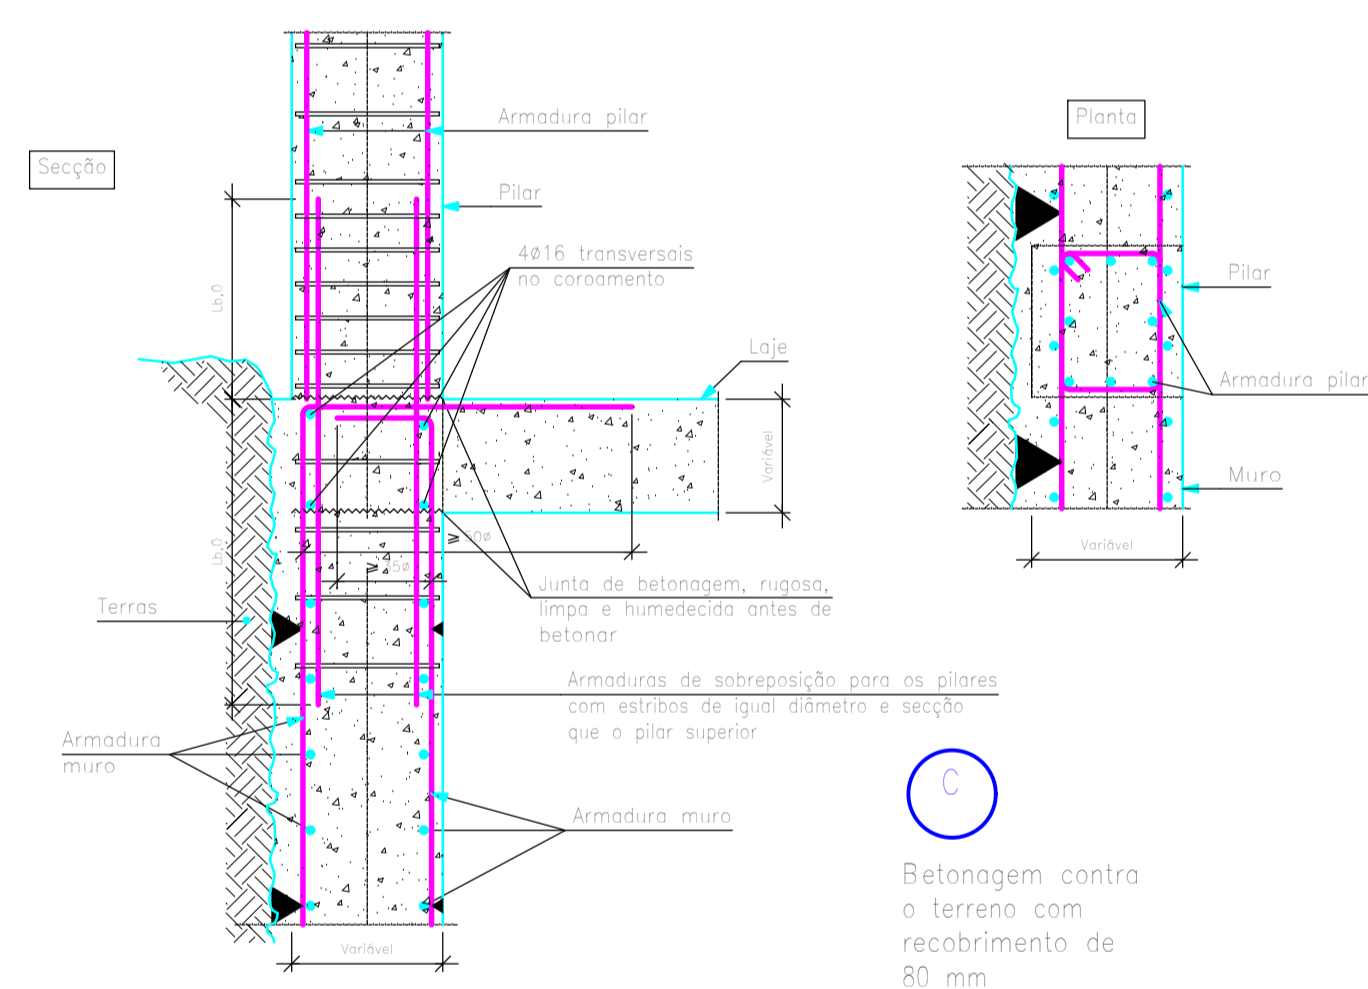 Secção
Armadura pilar
Pilar
4ø16 transversais
no coroamento
Lb,0
Laje
Variável
Lb,0
≥ 50ø
≥ 35ø
Junta de betonagem, rugosa,
limpa e humedecida antes de
betonar
Terras
Armaduras de sobreposição para os pilares
com estribos de igual diâmetro e secção
que o pilar superior
Armadura
muro
Armadura muro
Variável
Planta
Pilar
Armadura pilar
Muro
Variável
C
Betonagem contra
o terreno com
recobrimento de
80 mm